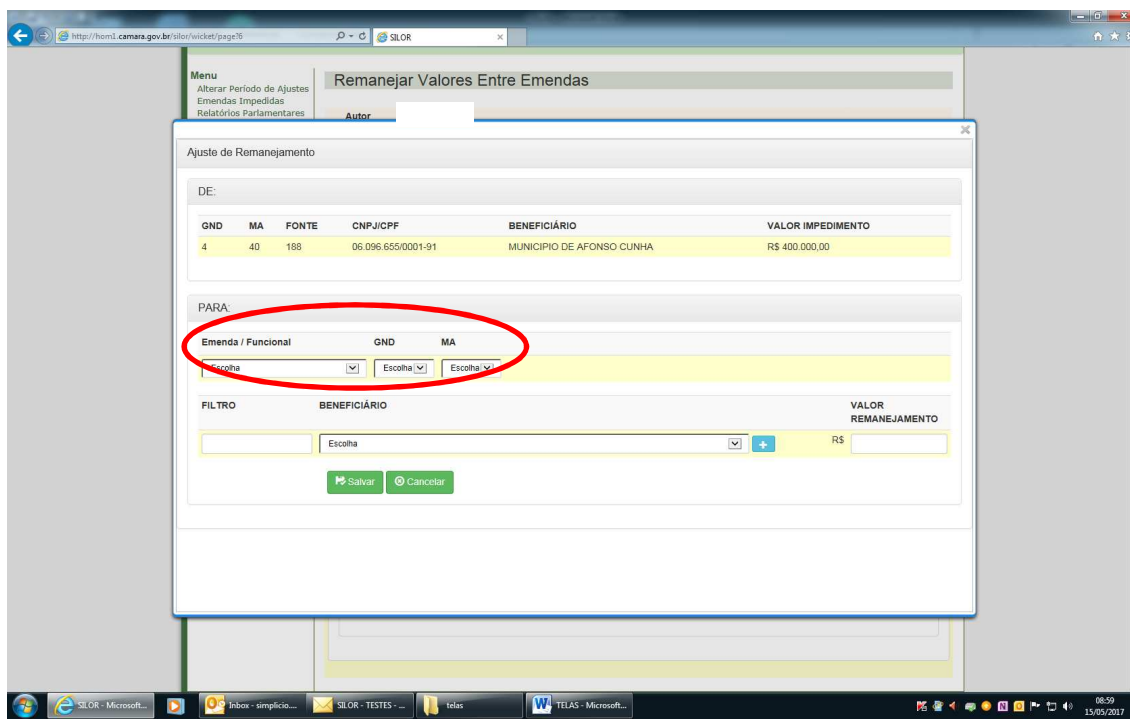 http://hom1.camara.gov.br/silor/wicket/page?6
SILOR
Menu
Alterar Período de Ajustes
Emendas Impedidas
Relatórios Parlamentares
Remanejar Valores Entre Emendas
Autor
Ajuste de Remanejamento
DE:
GND MA FONTE CNPJ/CPF BENEFICIÁRIO VALOR IMPEDIMENTO
4 40 188 06.096.655/0001-91 MUNICIPIO DE AFONSO CUNHA R$ 400.000,00
PARA:
Emenda / Funcional GND MA
Escolha Escolha Escolha
FILTRO BENEFICIÁRIO VALOR REMANEJAMENTO
Escolha + R$
Salvar Cancelar
SILOR - Microsoft... Inbox - simplicio.... SILOR - TESTES - ... telas TELAS - Microsoft... 08:59
15/05/2017